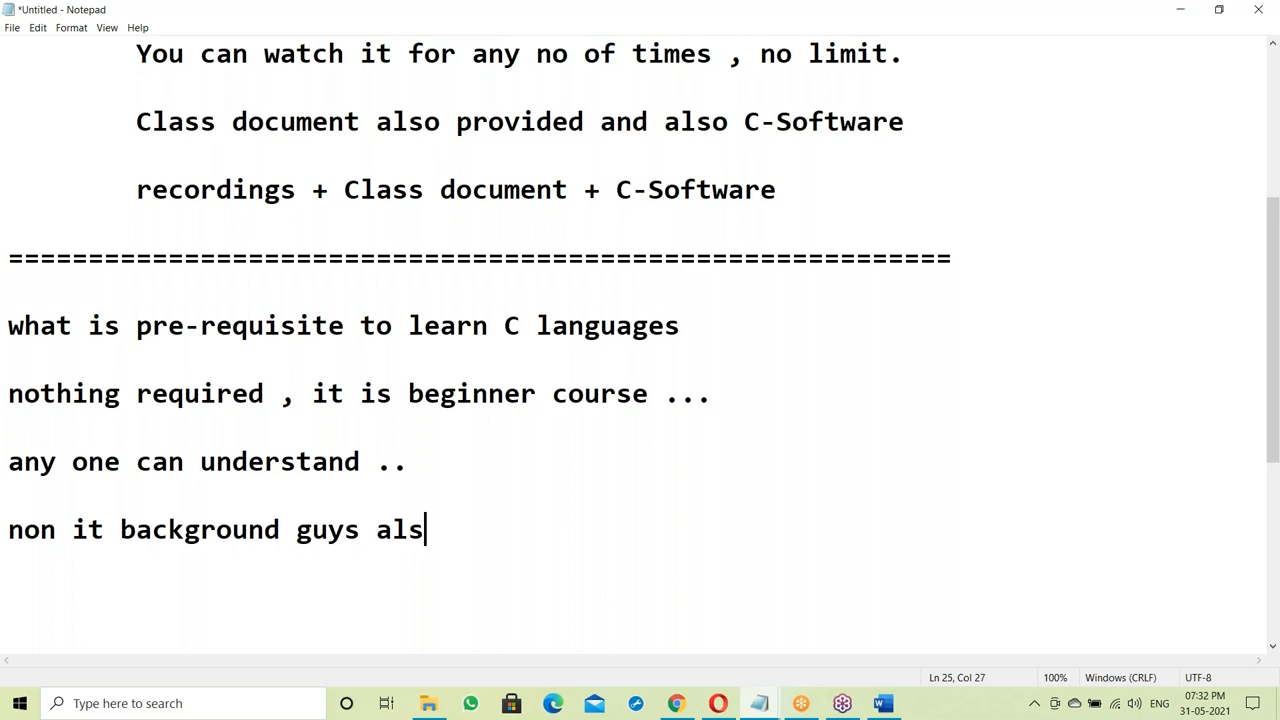 *Untitled - Notepad
File Edit Format View Help
You can watch it for any no of times , no limit.
Class document also provided and also C-Software
recordings + Class document + C-Software
===========================================================
what is pre-requisite to learn C languages
nothing required , it is beginner course ...
any one can understand ..
non it background guys als
Ln 25, Col 27 100% Windows (CRLF) UTF-8
Type here to search
ENG
07:32 PM
31-05-2021